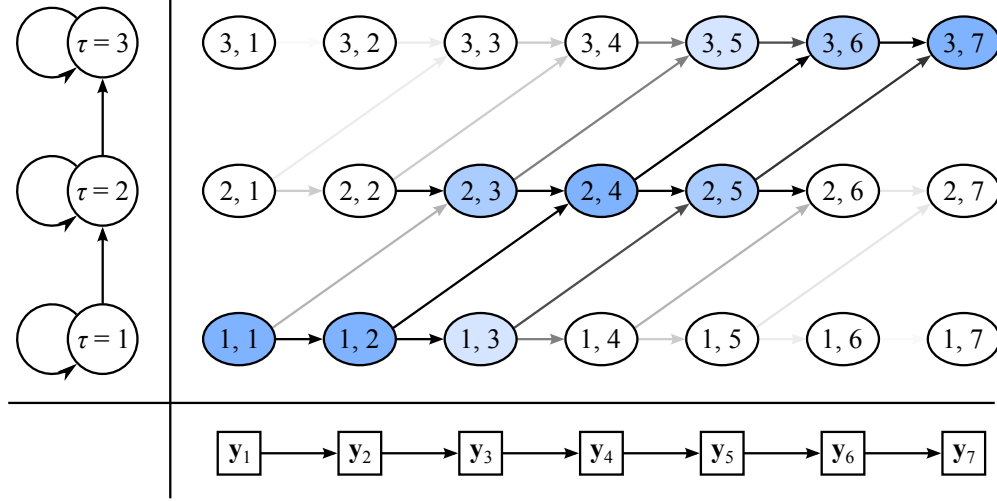 τ = 3 3, 1 3, 2 3, 3 3, 4 3, 5 3, 6 3, 7
τ = 2 2, 1 2, 2 2, 3 2, 4 2, 5 2, 6 2, 7
τ = 1 1, 1 1, 2 1, 3 1, 4 1, 5 1, 6 1, 7
y₁ y₂ y₃ y₄ y₅ y₆ y₇